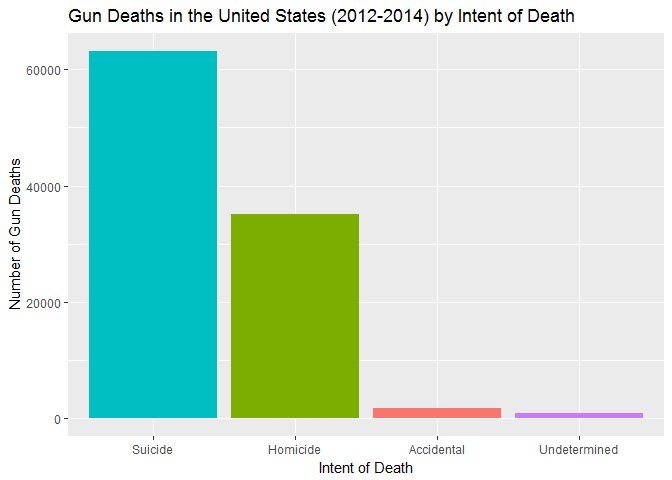 Gun Deaths in the United States (2012-2014) by Intent of Death
Number of Gun Deaths
60000
40000
20000
0
Suicide Homicide Accidental Undetermined
Intent of Death